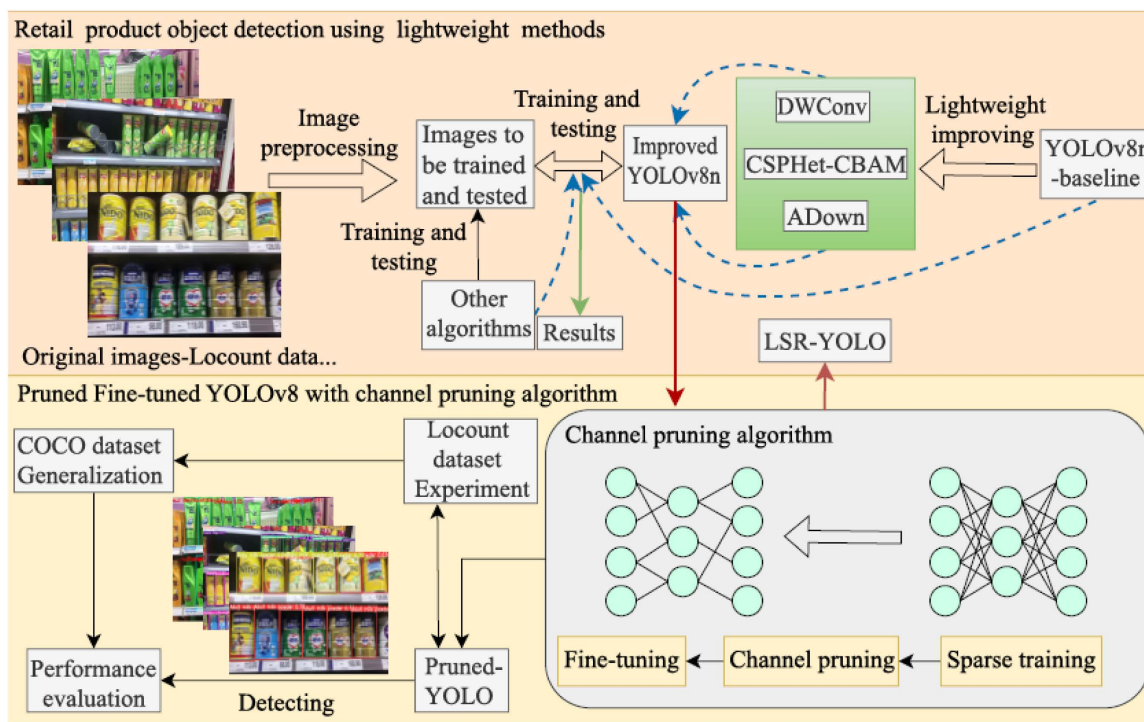 Retail product object detection using lightweight methods
Image
preprocessing
Images to
be trained
and tested
Training and
testing
Improved
YOLOv8n
DWConv
CSPHet-CBAM
ADown
Lightweight
improving
YOLOv8n
-baseline
Training and
testing
Other
algorithms
Results
LSR-YOLO
Original images-Locount data...
Pruned Fine-tuned YOLOv8 with channel pruning algorithm
COCO dataset
Generalization
Locount
dataset
Experiment
Channel pruning algorithm
Performance
evaluation
Detecting
Pruned-
YOLO
Fine-tuning
Channel pruning
Sparse training